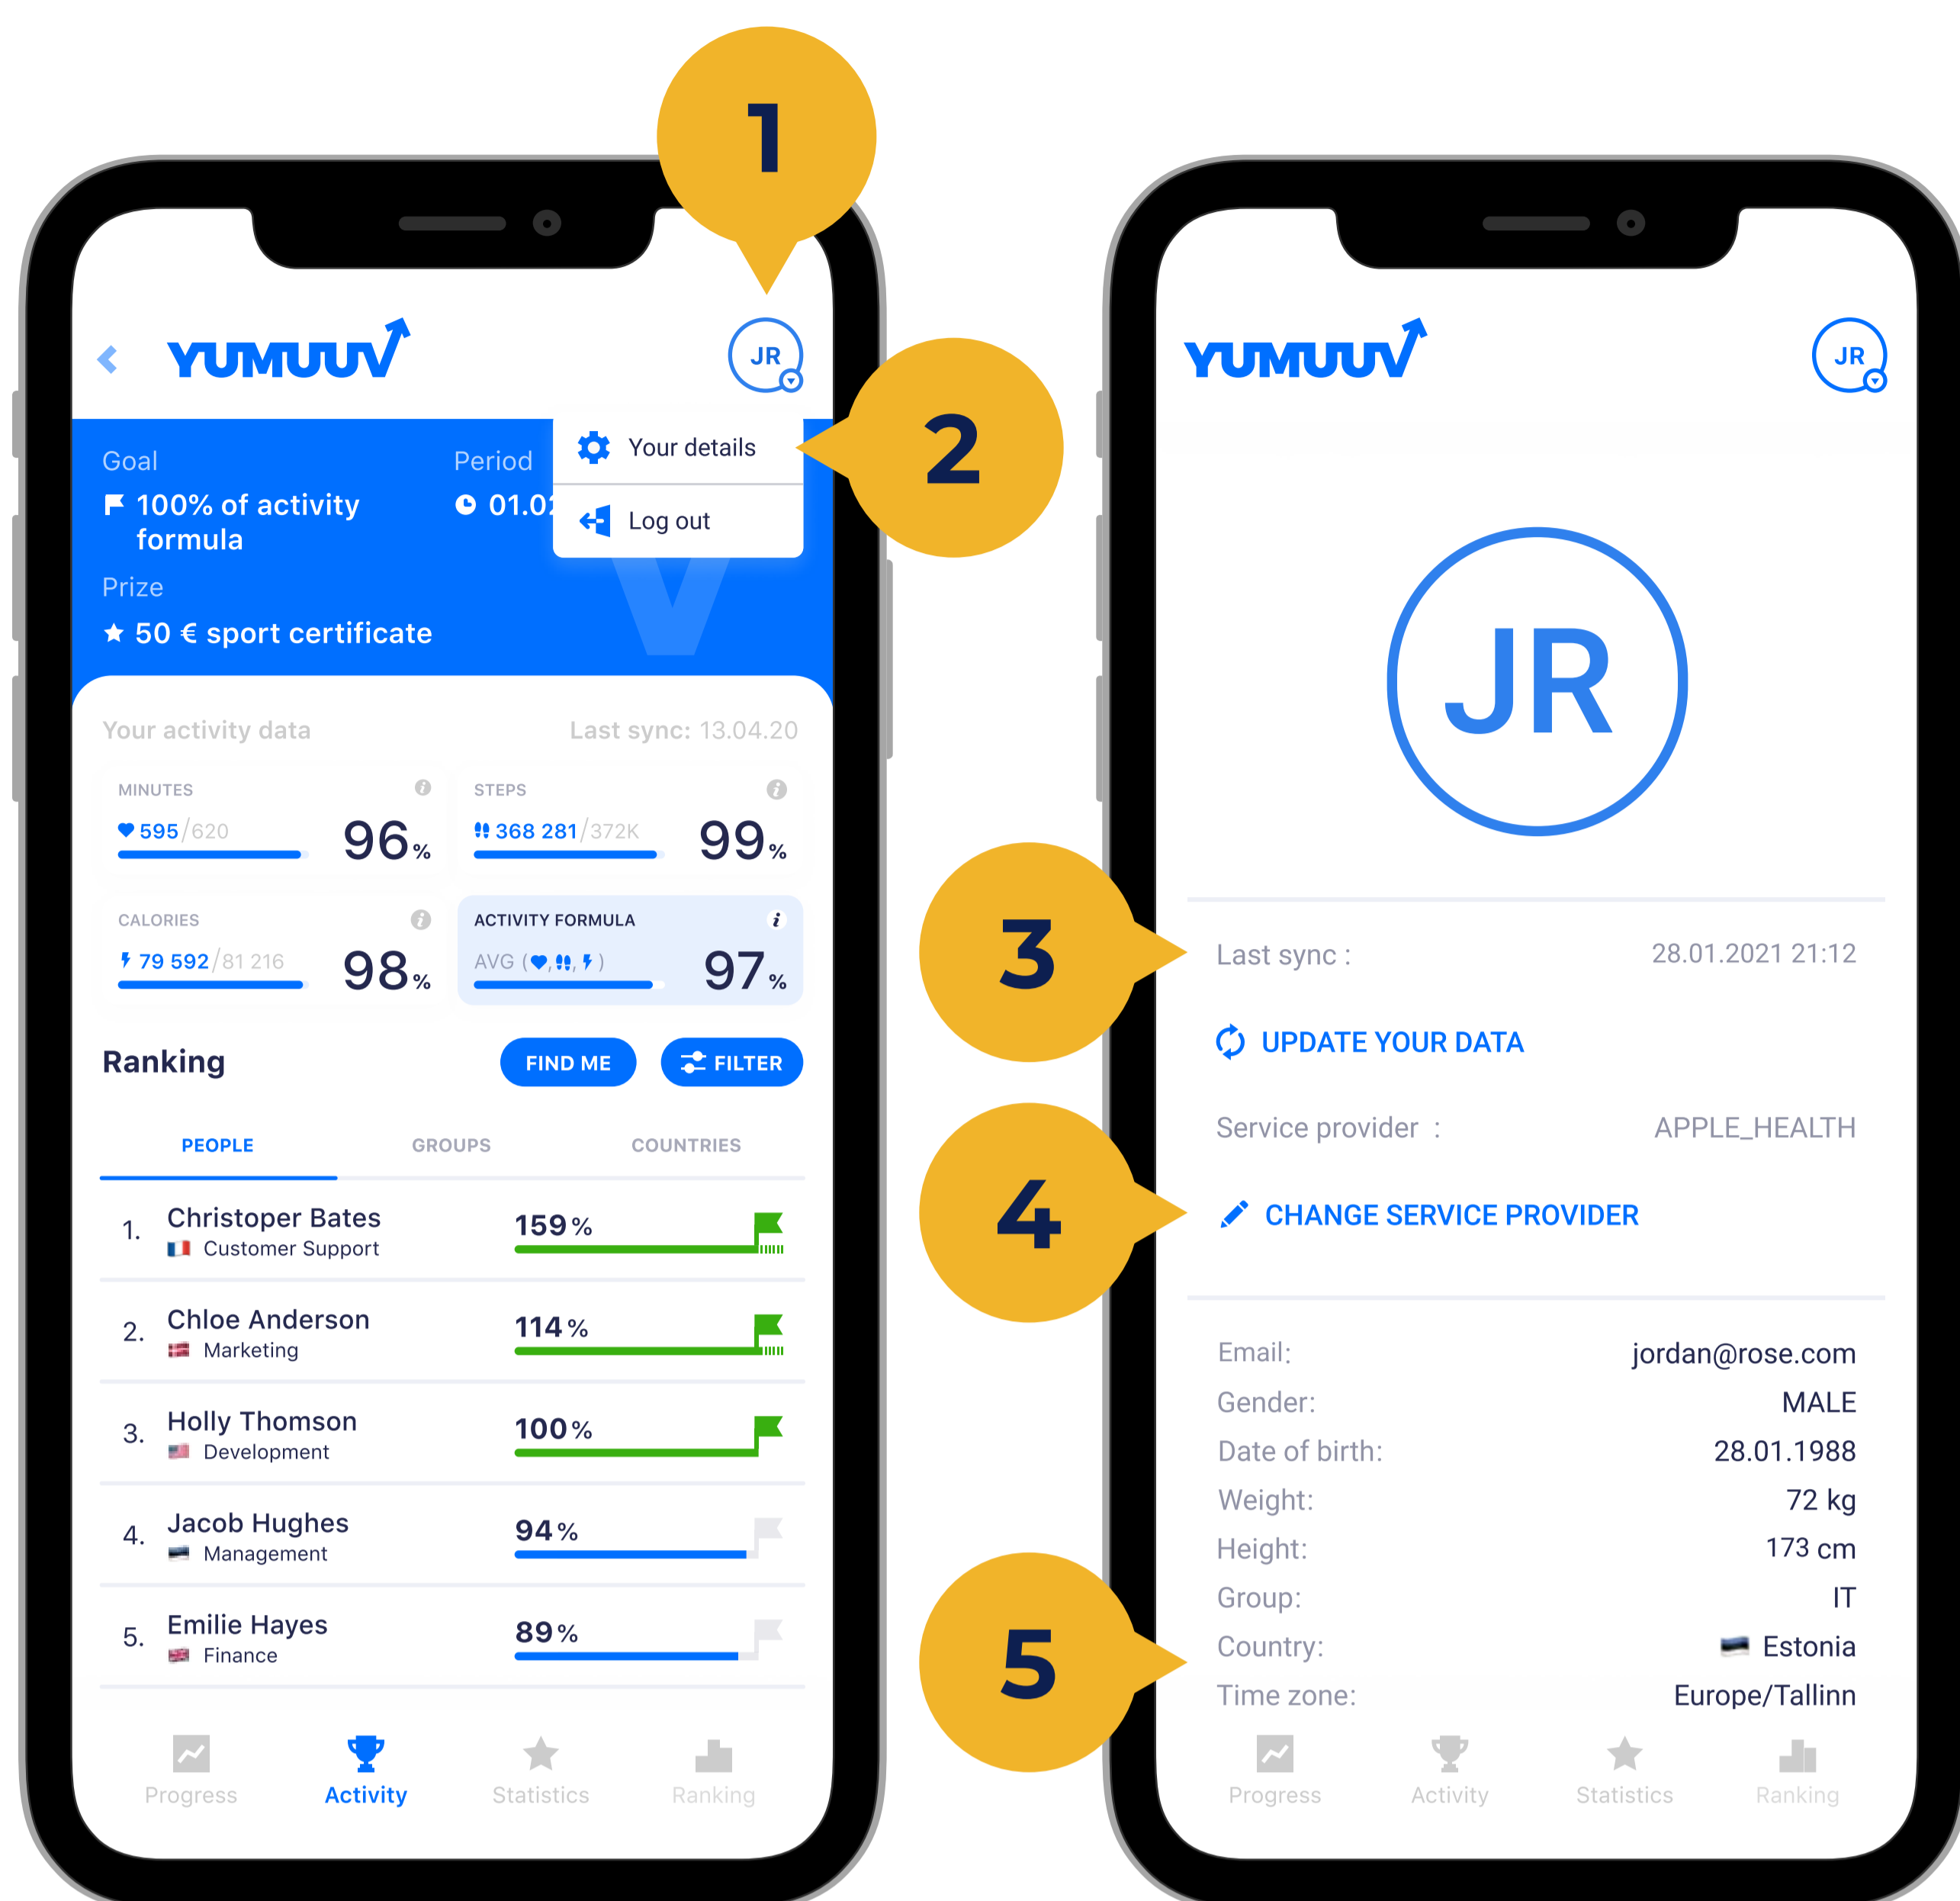 1
YUMUUV
JR
2
Your details
Log out
Goal
Period
100% of activity
formula
01.02
Prize
50 € sport certificate
Your activity data
Last sync: 13.04.20
MINUTES
595/620
96%
STEPS
368 281/372K
99%
CALORIES
79 592/81 216
98%
ACTIVITY FORMULA
AVG ( , , )
97%
Ranking
FIND ME
FILTER
PEOPLE
GROUPS
COUNTRIES
1. Christoper Bates
Customer Support
159%
2. Chloe Anderson
Marketing
114%
3. Holly Thomson
Development
100%
4. Jacob Hughes
Management
94%
5. Emilie Hayes
Finance
89%
Progress
Activity
Statistics
Ranking
YUMUUV
JR
JR
3
Last sync : 28.01.2021 21:12
UPDATE YOUR DATA
Service provider : APPLE_HEALTH
4
CHANGE SERVICE PROVIDER
Email: jordan@rose.com
Gender: MALE
Date of birth: 28.01.1988
Weight: 72 kg
Height: 173 cm
Group: IT
5
Country: Estonia
Time zone: Europe/Tallinn
Progress
Activity
Statistics
Ranking